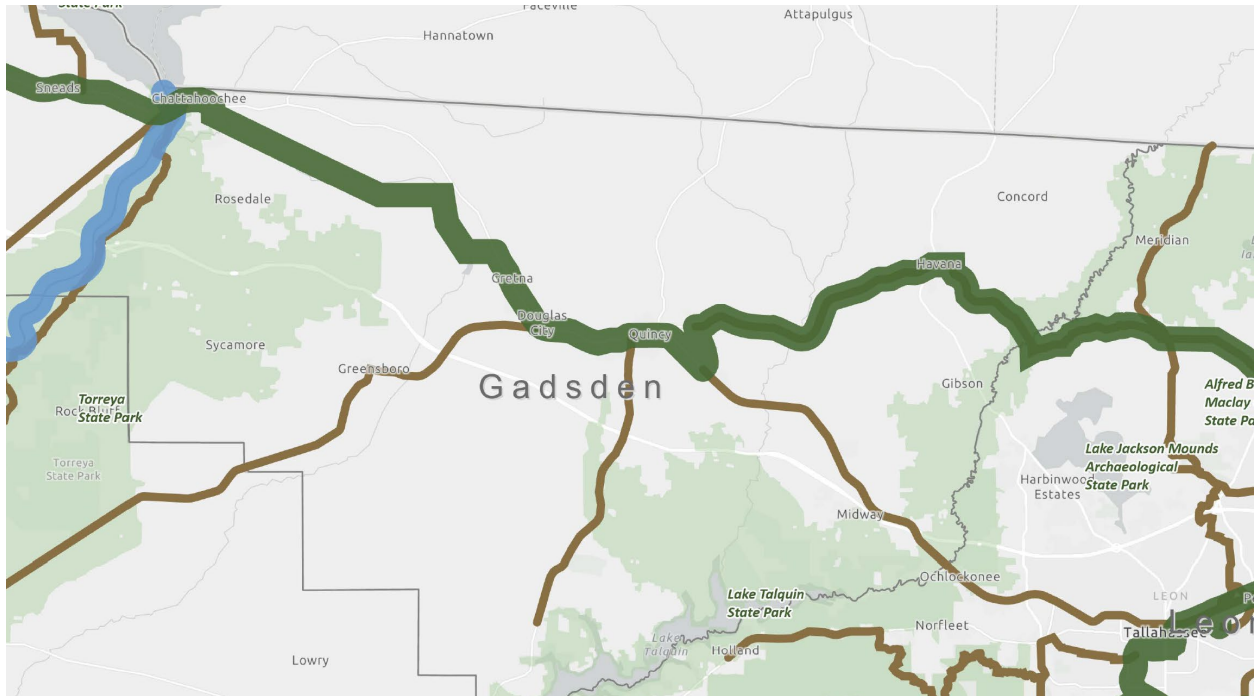 State Park
Faceville
Attapulgus
Hannatown
Sneads
Chattahoochee
Rosedale
Concord
Meridian
Havana
Gretna
Douglas
City
Quincy
Sycamore
Greensboro
Gadsden
Gibson
Torreya
State Park
Rock Bluff
Torreya
State Park
Alfred B
Maclay
State Pa
Lake Jackson Mounds
Archaeological
State Park
Harbinwood
Estates
Midway
Ochlockonee
Lake Talquin
State Park
LEON
Norfleet
Tallahassee
Leon
Lake
Talquin
Holland
Lowry